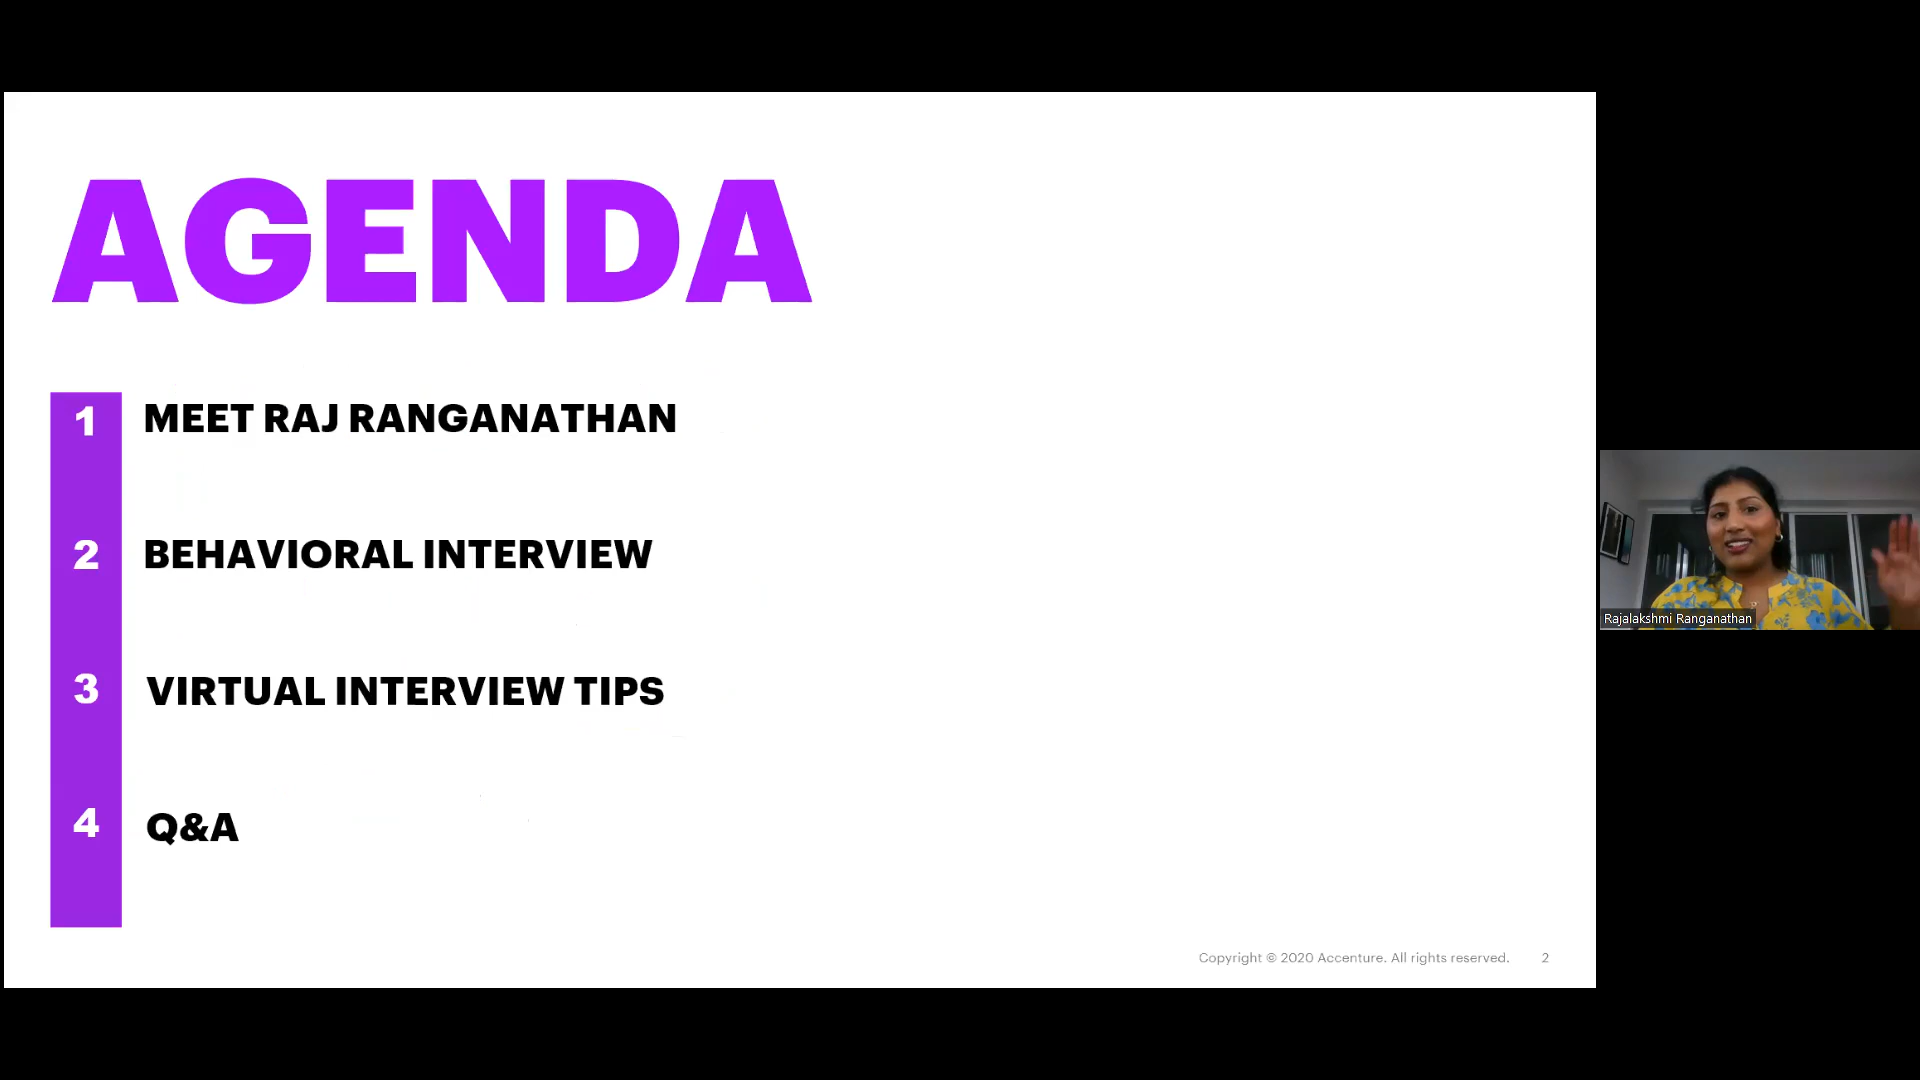 AGENDA
1 MEET RAJ RANGANATHAN
2 BEHAVIORAL INTERVIEW
3 VIRTUAL INTERVIEW TIPS
4 Q&A
Rajalakshmi Ranganathan
Copyright © 2020 Accenture. All rights reserved. 2